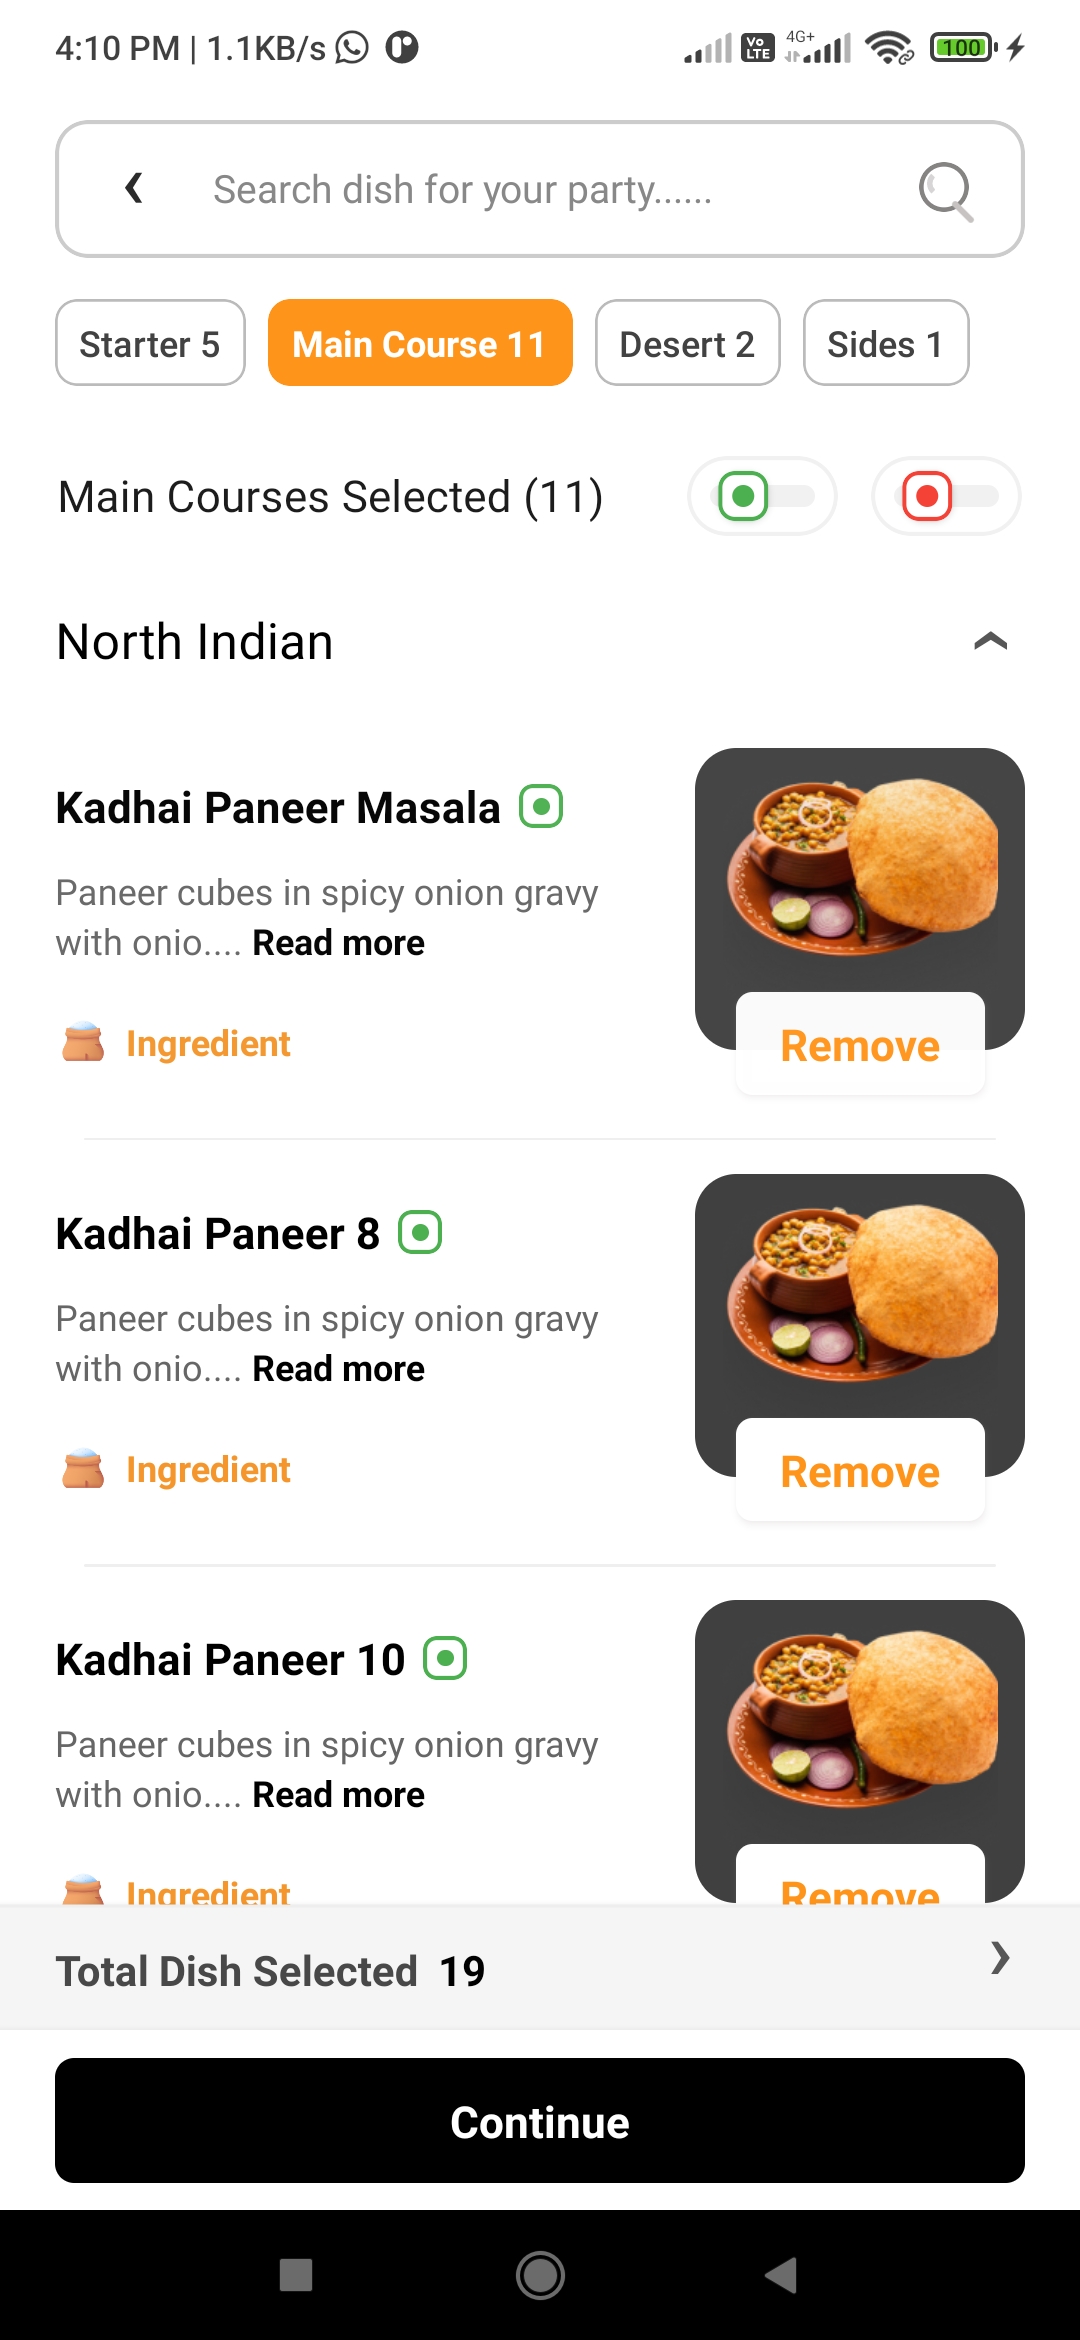 4:10 PM | 1.1KB/s
Vo LTE 4G+ 100
Search dish for your party......
Starter 5
Main Course 11
Desert 2
Sides 1
Main Courses Selected (11)
North Indian
Kadhai Paneer Masala
Paneer cubes in spicy onion gravy
with onio.... Read more
Ingredient
Remove
Kadhai Paneer 8
Paneer cubes in spicy onion gravy
with onio.... Read more
Ingredient
Remove
Kadhai Paneer 10
Paneer cubes in spicy onion gravy
with onio.... Read more
Ingredient
Remove
Total Dish Selected 19
Continue